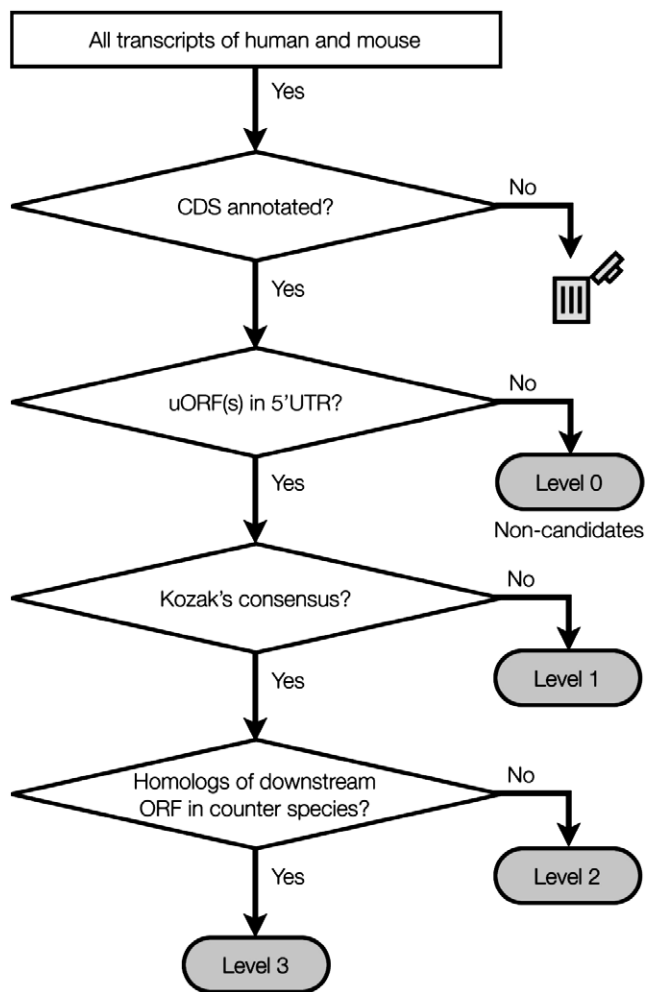 All transcripts of human and mouse
Yes
CDS annotated?
No
Yes
uORF(s) in 5'UTR?
No
Level 0
Non-candidates
Yes
Kozak's consensus?
No
Level 1
Yes
Homologs of downstream
ORF in counter species?
No
Level 2
Yes
Level 3